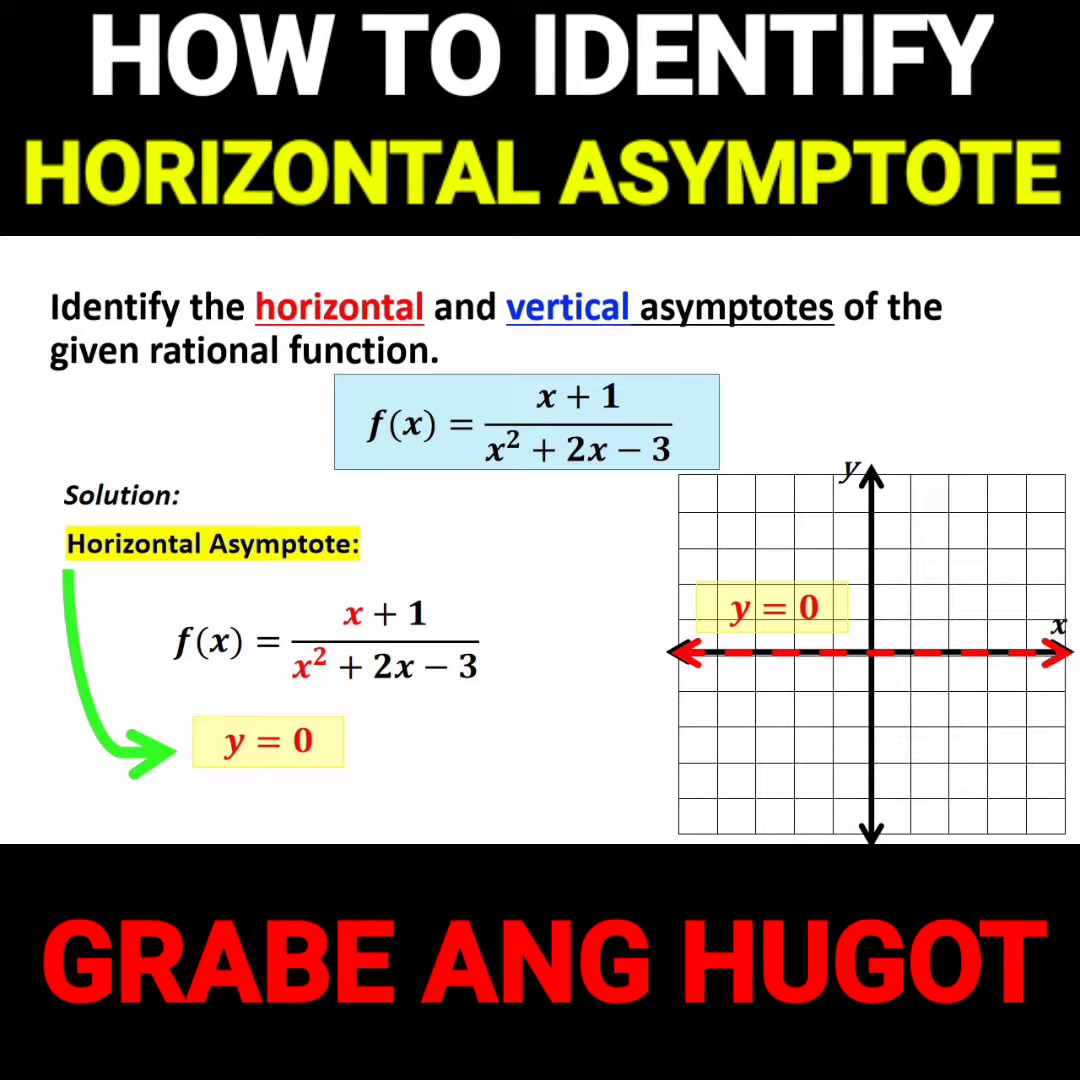 HOW TO IDENTIFY
HORIZONTAL ASYMPTOTE
Identify the horizontal and vertical asymptotes of the
given rational function.
f(x) = (x + 1)/(x² + 2x − 3)
Solution:
Horizontal Asymptote:
f(x) = (x + 1)/(x² + 2x − 3)
y = 0
y
y = 0
x
GRABE ANG HUGOT